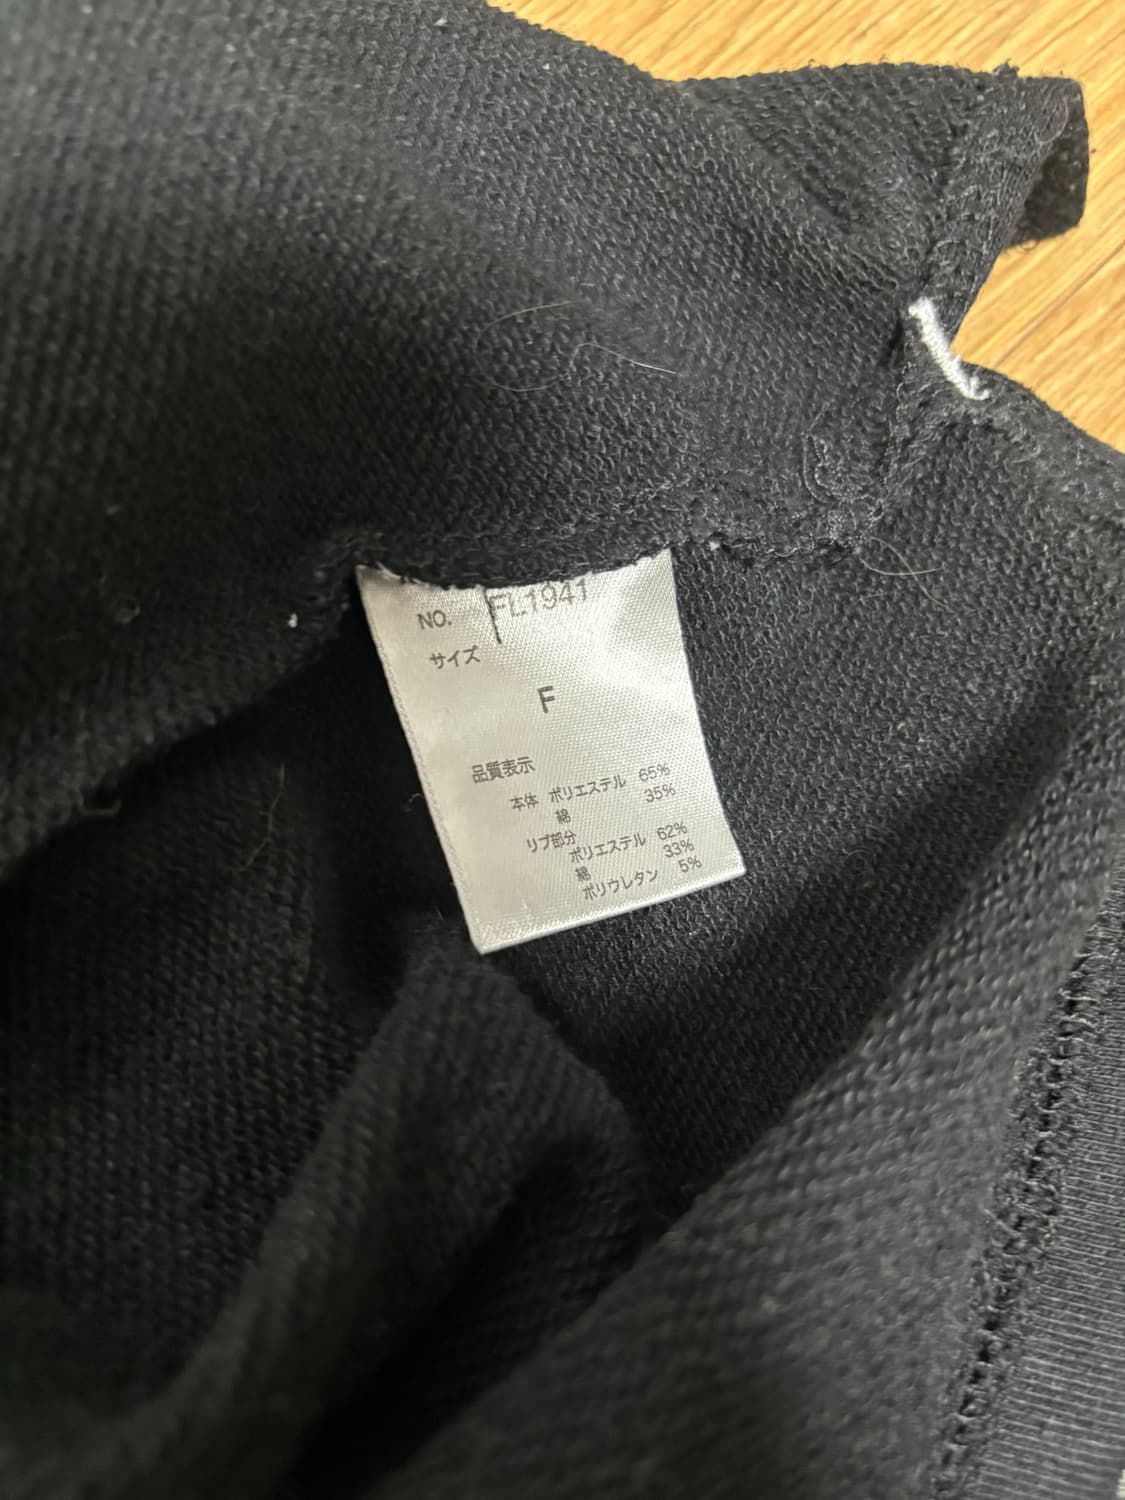 NO. FL1941
サイズ
F
品質表示
本体 ポリエステル 65%
綿 35%
リブ部分
ポリエステル 62%
綿 33%
ポリウレタン 5%